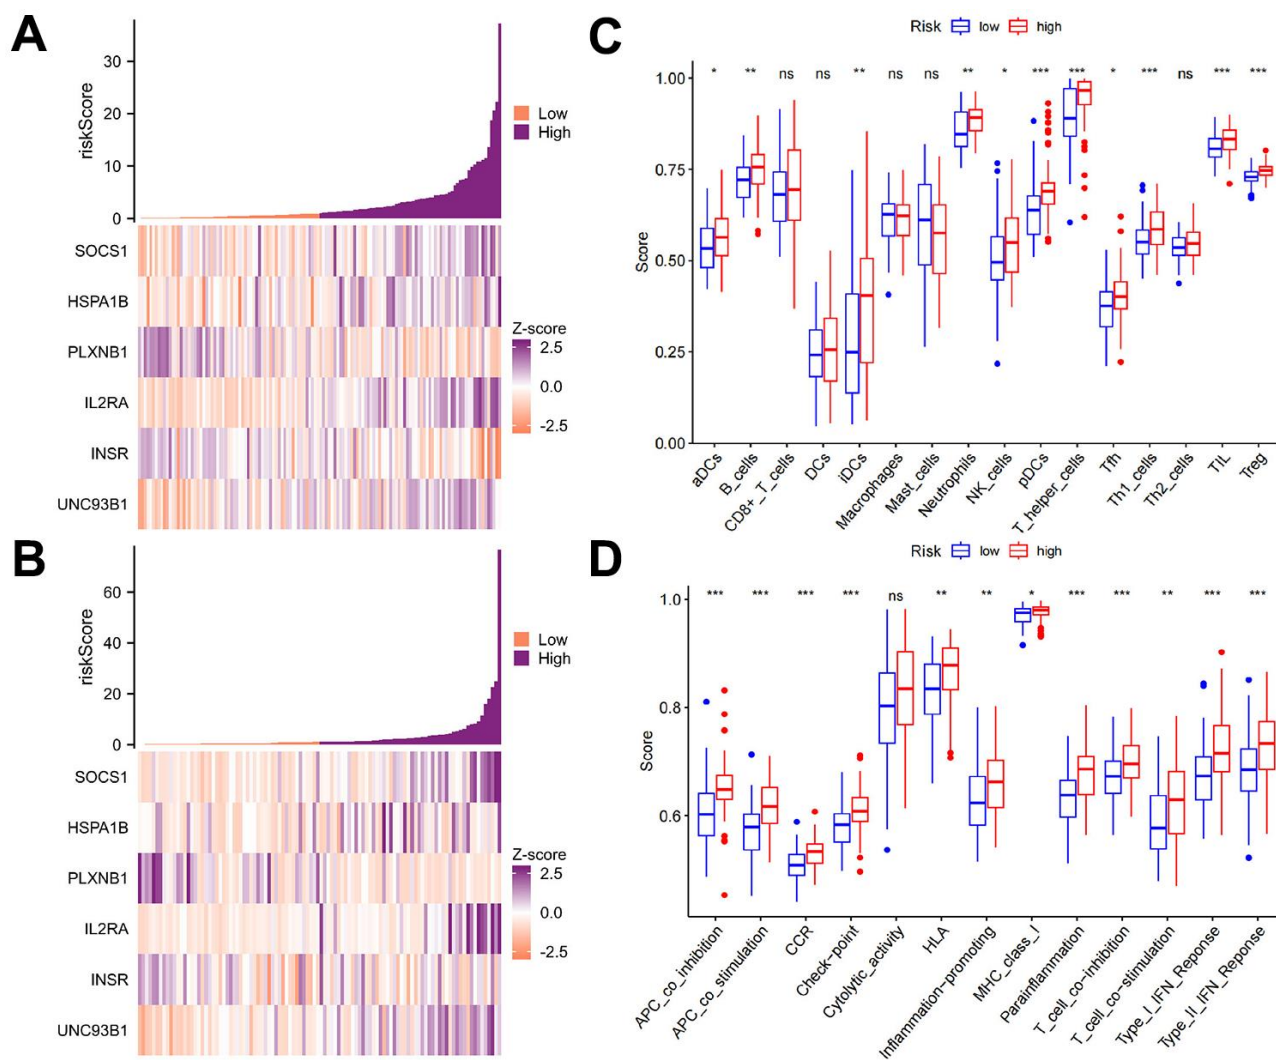 A
riskScore
30
20
10
0
Low
High
SOCS1
HSPA1B
PLXNB1
IL2RA
INSR
UNC93B1
Z-score
2.5
0.0
-2.5
B
riskScore
60
40
20
0
Low
High
SOCS1
HSPA1B
PLXNB1
IL2RA
INSR
UNC93B1
Z-score
2.5
0.0
-2.5
C
Risk low high
Score
1.00
0.75
0.50
0.25
0.00
* ** ns ns ** ns ns ** * *** *** * *** ns *** ***
aDCs
B_cells
CD8+_T_cells
DCs
iDCs
Macrophages
Mast_cells
Neutrophils
NK_cells
pDCs
T_helper_cells
Tfh
Th1_cells
Th2_cells
TIL
Treg
D
Risk low high
Score
1.0
0.8
0.6
*** *** *** *** ns ** ** * *** *** ** *** ***
APC_co_inhibition
APC_co_stimulation
CCR
Check-point
Cytolytic_activity
HLA
Inflammation-promoting
MHC_class_I
Parainflammation
T_cell_co-inhibition
T_cell_co-stimulation
Type_I_IFN_Reponse
Type_II_IFN_Reponse